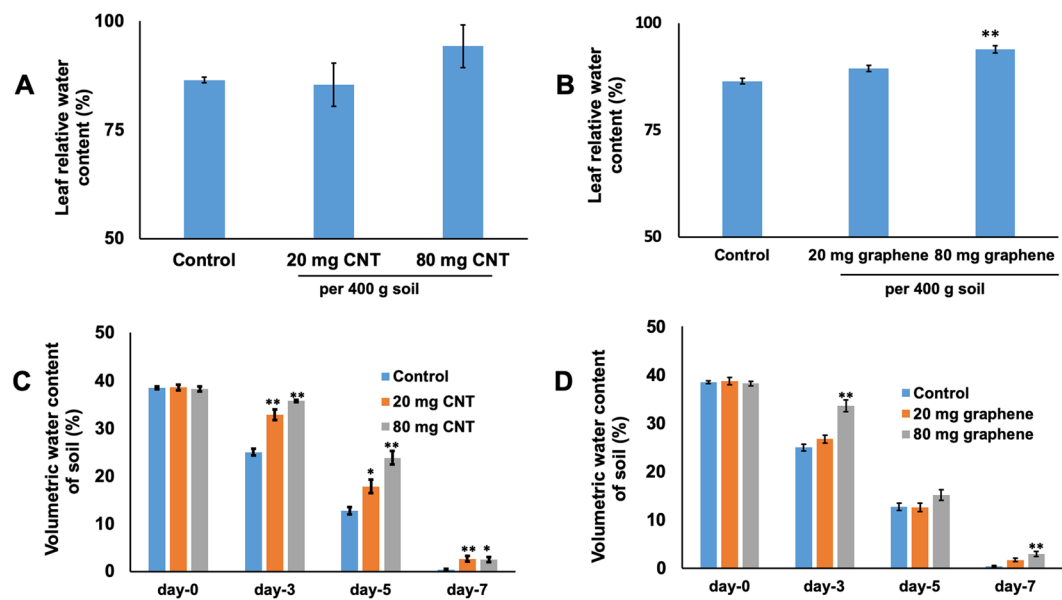 A
Leaf relative water
content (%)
100
75
50
Control
20 mg CNT
80 mg CNT
per 400 g soil
B
Leaf relative water
content (%)
100
75
50
**
Control
20 mg graphene
80 mg graphene
per 400 g soil
C
Volumetric water content
of soil (%)
50
40
30
20
10
0
Control
20 mg CNT
80 mg CNT
** **
* **
** *
day-0
day-3
day-5
day-7
D
Volumetric water content
of soil (%)
50
40
30
20
10
0
Control
20 mg graphene
80 mg graphene
**
**
day-0
day-3
day-5
day-7